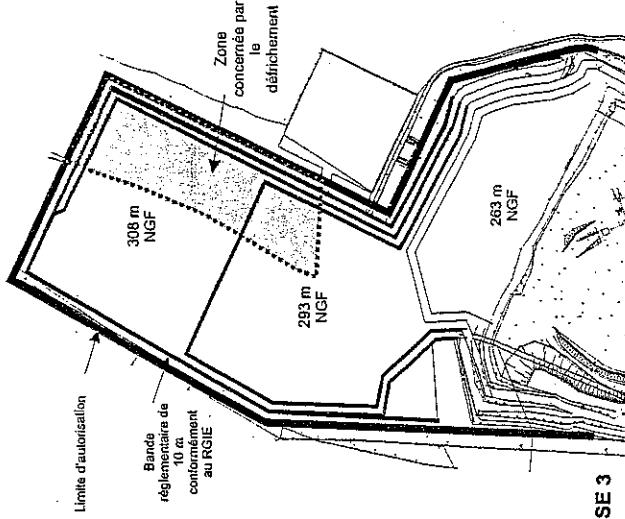 Limite d'autorisation
Bande
réglementaire de
10 m
conformément
au RGIE
Zone
concernée par
le
défrichement
308 m
NGF
293 m
NGF
263 m
NGF
SE 3